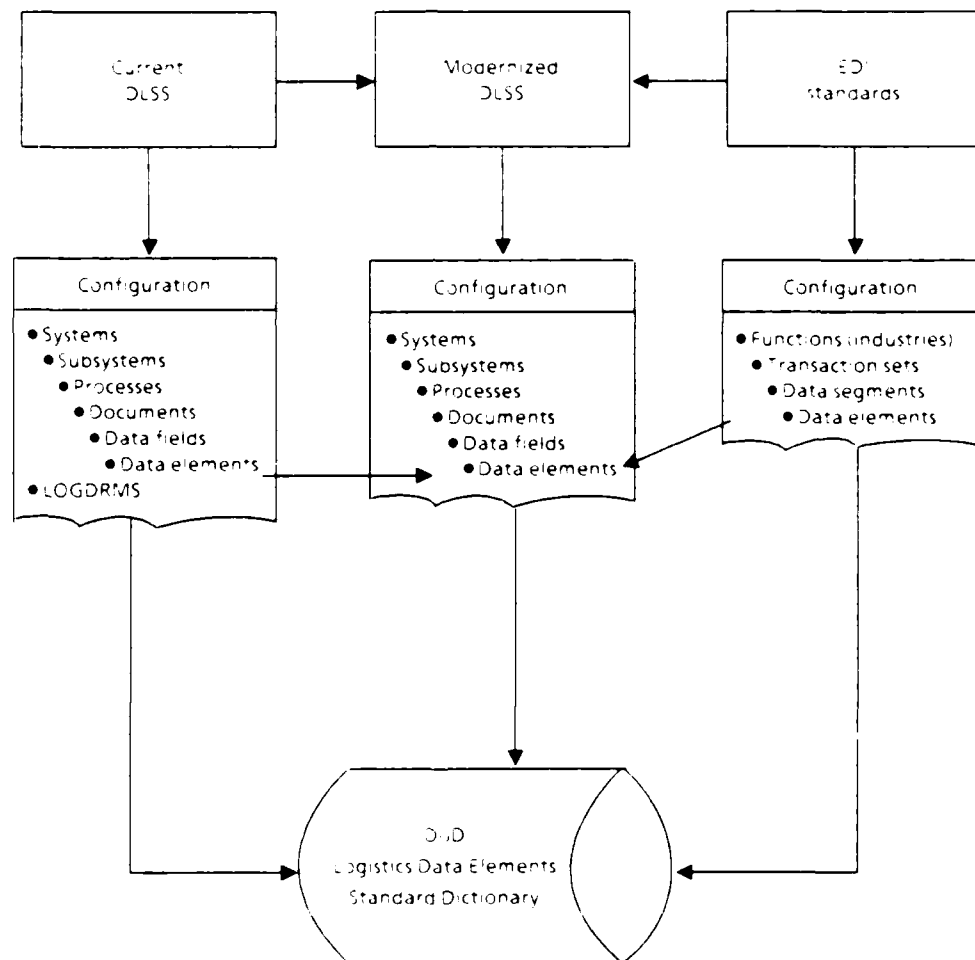 Current
DLSS
Modernized
DLSS
EDI
standards
Configuration
● Systems
● Subsystems
● Processes
● Documents
● Data fields
● Data elements
● LOGDRMS
Configuration
● Systems
● Subsystems
● Processes
● Documents
● Data fields
● Data elements
Configuration
● Functions (industries)
● Transaction sets
● Data segments
● Data elements
DoD
Logistics Data Elements
Standard Dictionary